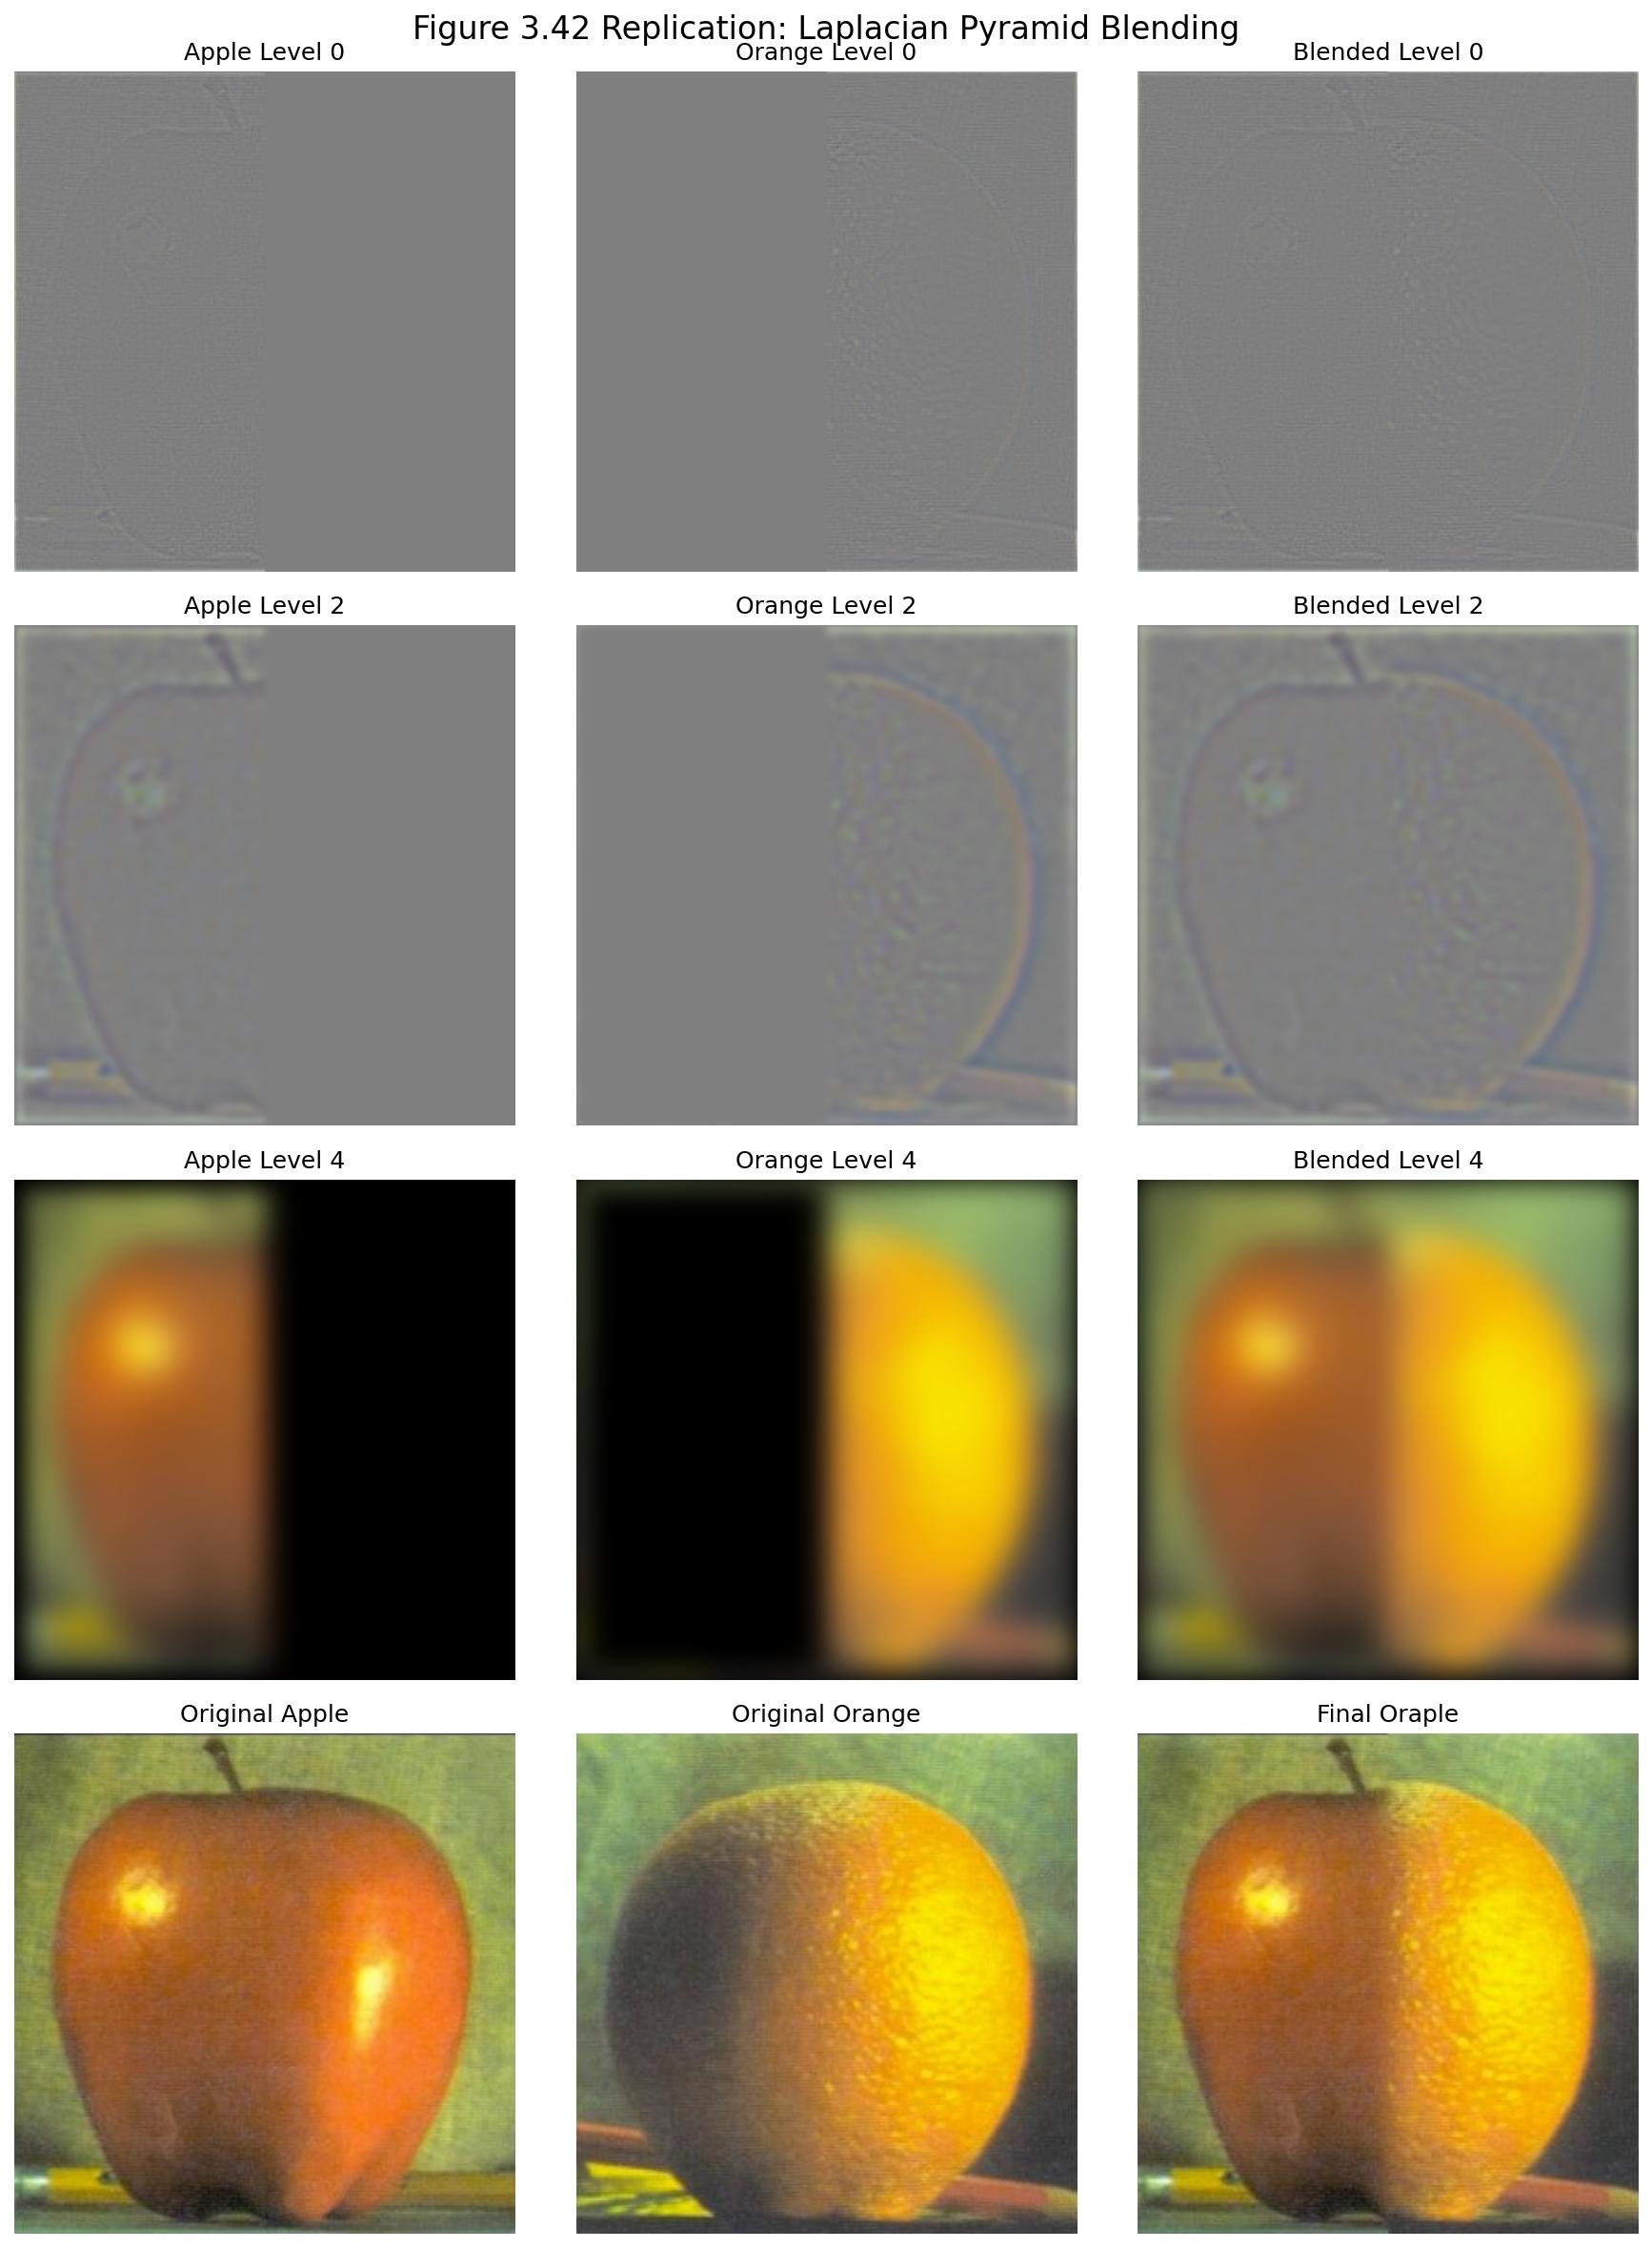 Figure 3.42 Replication: Laplacian Pyramid Blending
Apple Level 0
Orange Level 0
Blended Level 0
Apple Level 2
Orange Level 2
Blended Level 2
Apple Level 4
Orange Level 4
Blended Level 4
Original Apple
Original Orange
Final Oraple